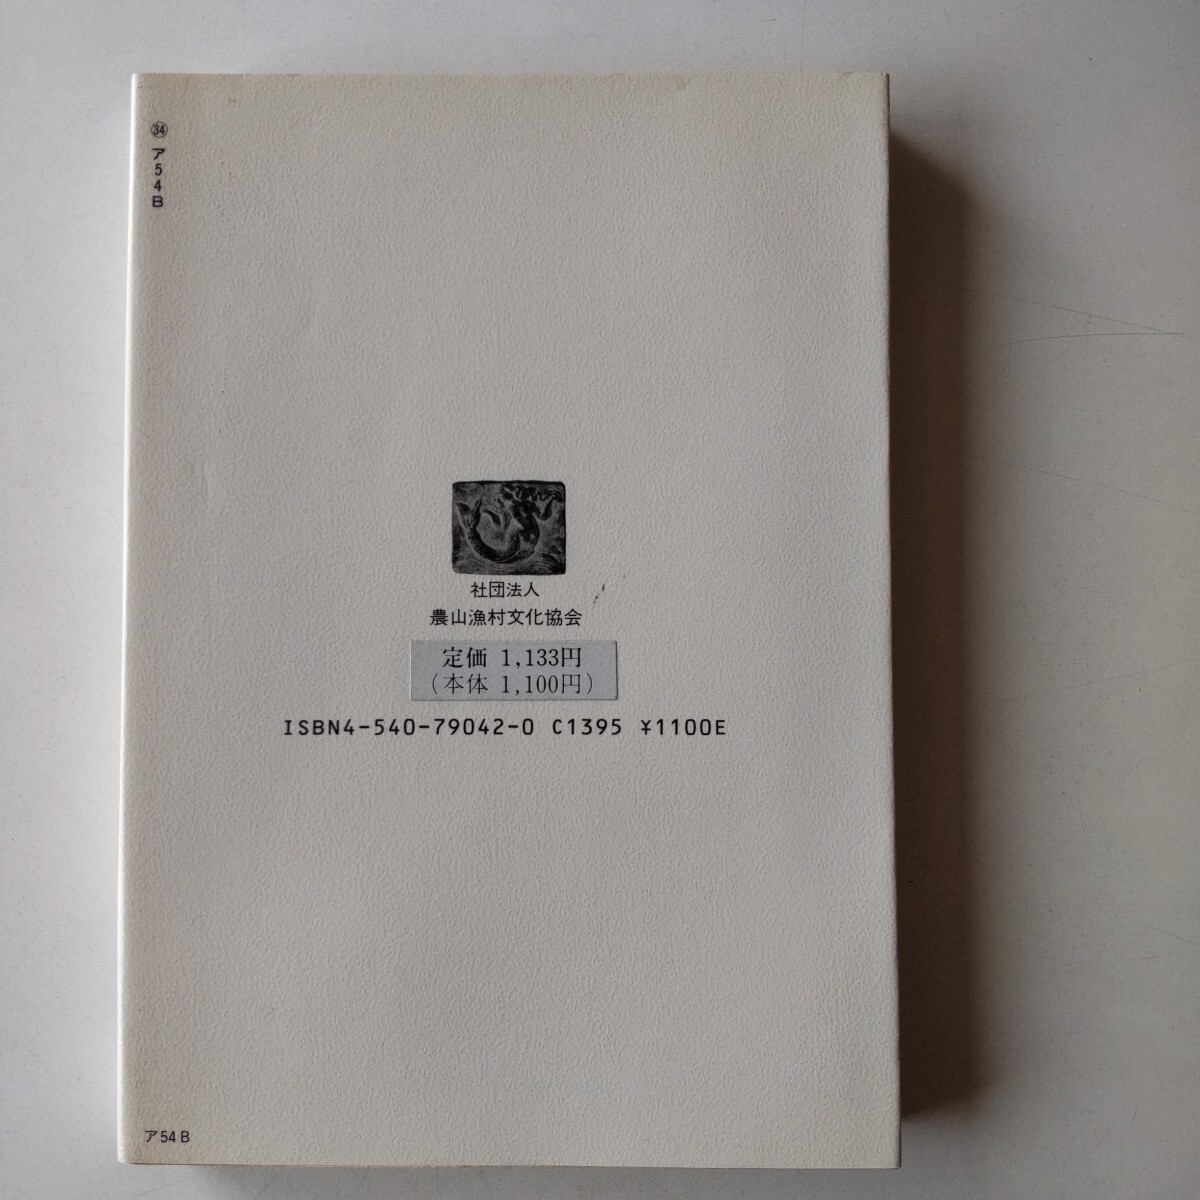 ㉞ ア54B
社団法人
農山漁村文化協会
定価 1,133円
(本体 1,100円)
ISBN4-540-79042-0 C1395 ¥1100E
ア54B